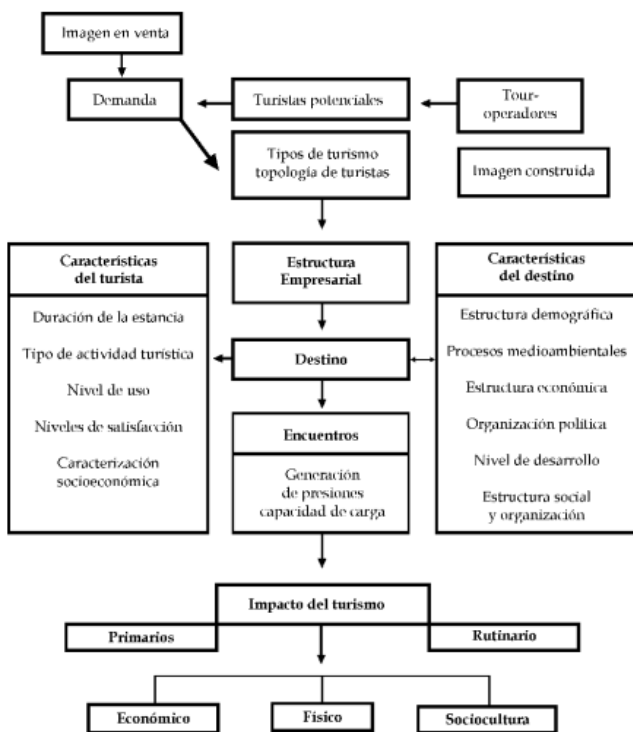 Imagen en venta
Demanda
Turistas potenciales
Tour-
operadores
Tipos de turismo
topología de turistas
Imagen construida
Características
del turista
Duración de la estancia
Tipo de actividad turística
Nivel de uso
Niveles de satisfacción
Caracterización
socioeconómica
Estructura
Empresarial
Destino
Encuentros
Generación
de presiones
capacidad de carga
Características
del destino
Estructura demográfica
Procesos medioambientales
Estructura económica
Organización política
Nivel de desarrollo
Estructura social
y organización
Impacto del turismo
Primarios
Rutinario
Económico
Físico
Sociocultura